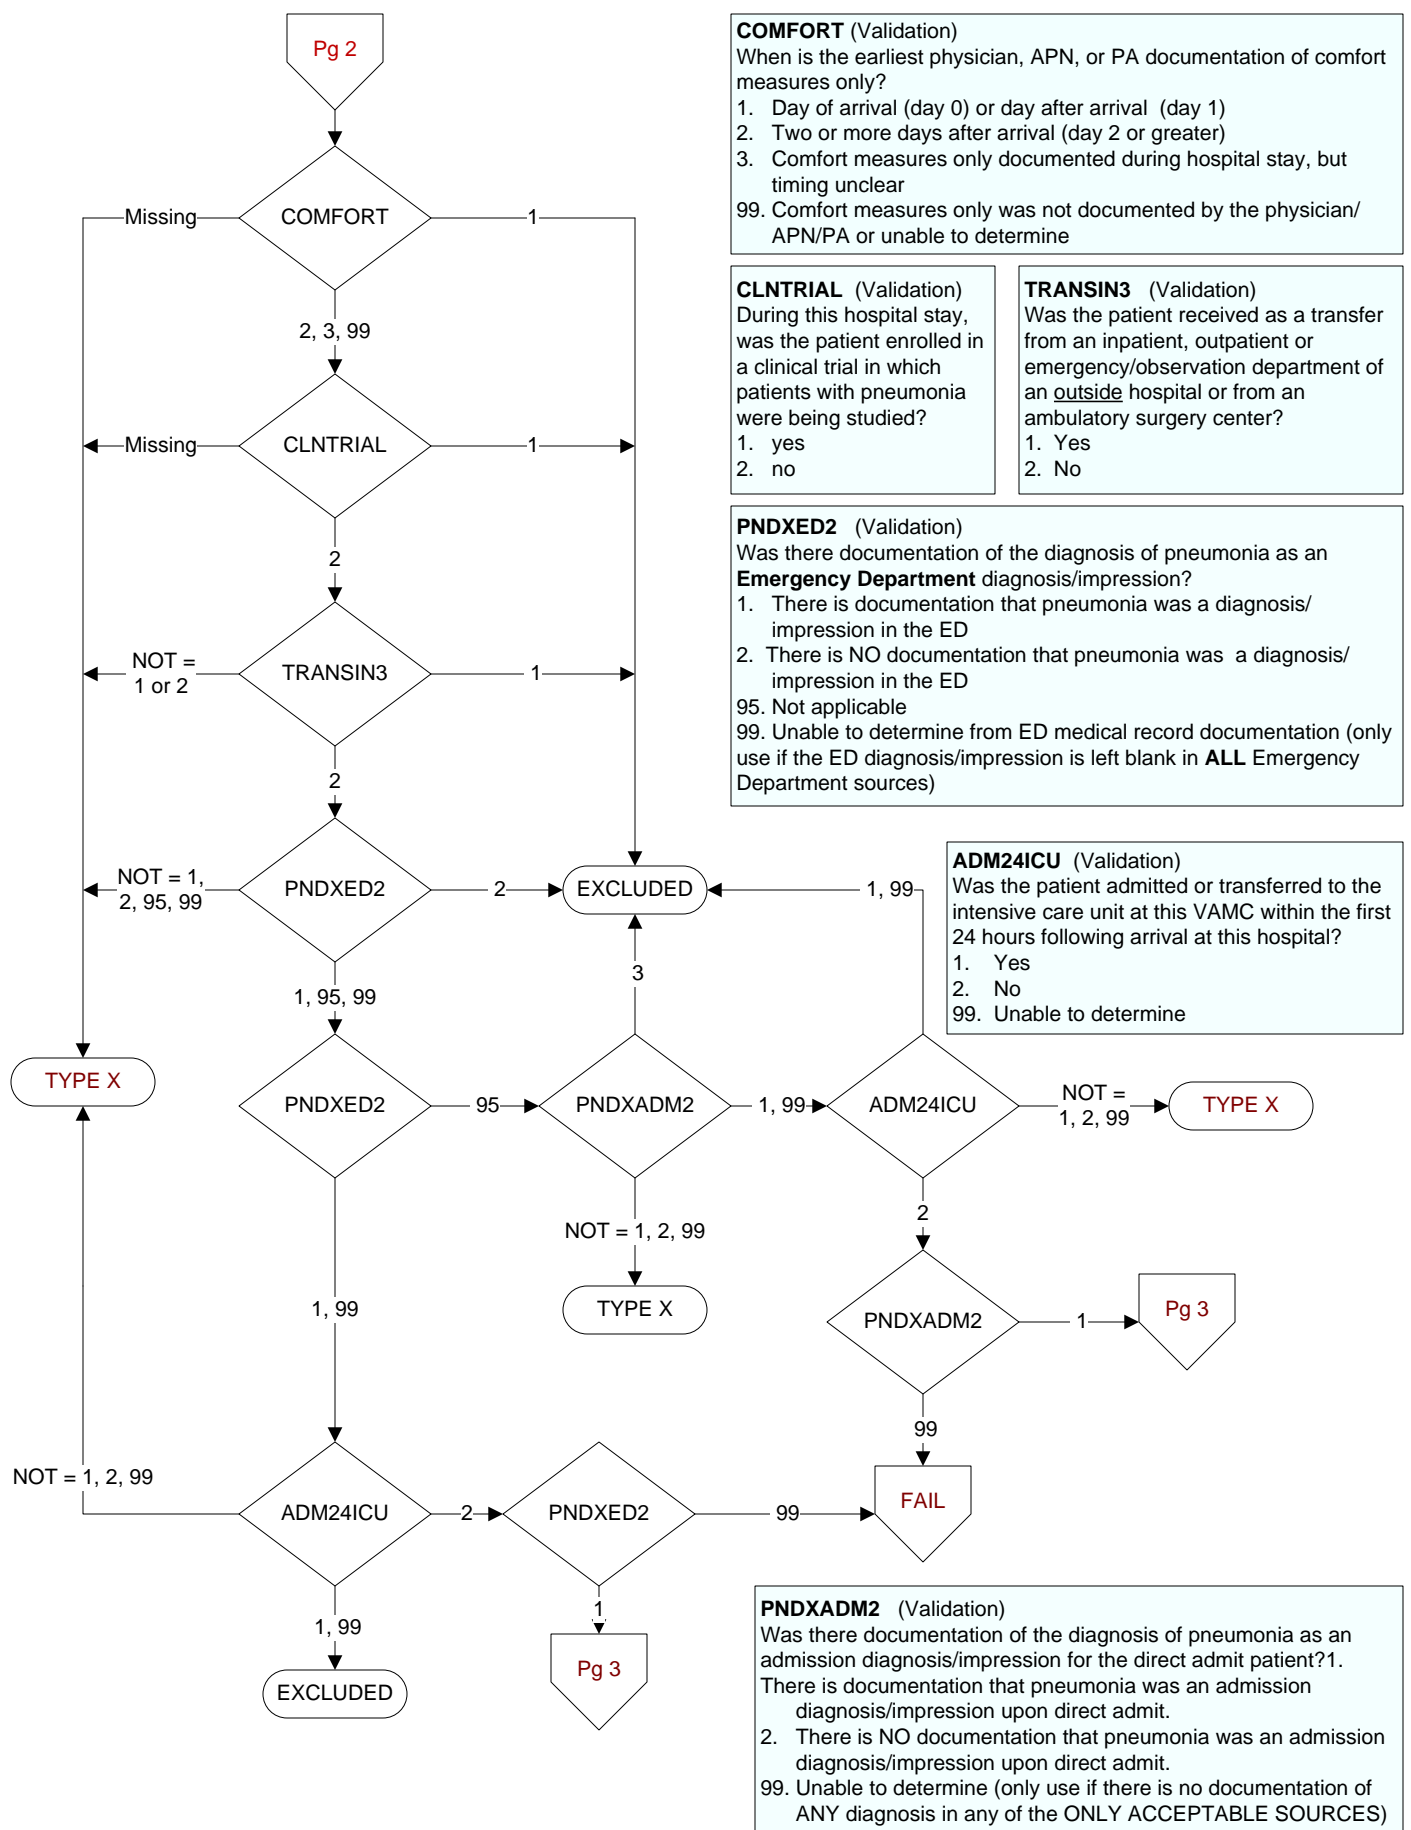 Pg 2
COMFORT (Validation)
When is the earliest physician, APN, or PA documentation of comfort
measures only?
1. Day of arrival (day 0) or day after arrival (day 1)
2. Two or more days after arrival (day 2 or greater)
3. Comfort measures only documented during hospital stay, but
timing unclear
99. Comfort measures only was not documented by the physician/
APN/PA or unable to determine
Missing
COMFORT
1
2, 3, 99
CLNTRIAL (Validation)
During this hospital stay,
was the patient enrolled in
a clinical trial in which
patients with pneumonia
were being studied?
1. yes
2. no
TRANSIN3 (Validation)
Was the patient received as a transfer
from an inpatient, outpatient or
emergency/observation department of
an outside hospital or from an
ambulatory surgery center?
1. Yes
2. No
Missing
CLNTRIAL
1
2
PNDXED2 (Validation)
Was there documentation of the diagnosis of pneumonia as an
Emergency Department diagnosis/impression?
1. There is documentation that pneumonia was a diagnosis/
impression in the ED
2. There is NO documentation that pneumonia was a diagnosis/
impression in the ED
95. Not applicable
99. Unable to determine from ED medical record documentation (only
use if the ED diagnosis/impression is left blank in ALL Emergency
Department sources)
NOT =
1 or 2
TRANSIN3
1
2
NOT = 1,
2, 95, 99
PNDXED2
2
EXCLUDED
1, 99
ADM24ICU (Validation)
Was the patient admitted or transferred to the
intensive care unit at this VAMC within the first
24 hours following arrival at this hospital?
1. Yes
2. No
99. Unable to determine
1, 95, 99
3
TYPE X
PNDXED2
95
PNDXADM2
1, 99
ADM24ICU
NOT =
1, 2, 99
TYPE X
NOT = 1, 2, 99
2
1, 99
TYPE X
PNDXADM2
1
Pg 3
99
NOT = 1, 2, 99
ADM24ICU
2
PNDXED2
99
FAIL
1, 99
1
EXCLUDED
Pg 3
PNDXADM2 (Validation)
Was there documentation of the diagnosis of pneumonia as an
admission diagnosis/impression for the direct admit patient?1.
There is documentation that pneumonia was an admission
diagnosis/impression upon direct admit.
2. There is NO documentation that pneumonia was an admission
diagnosis/impression upon direct admit.
99. Unable to determine (only use if there is no documentation of
ANY diagnosis in any of the ONLY ACCEPTABLE SOURCES)